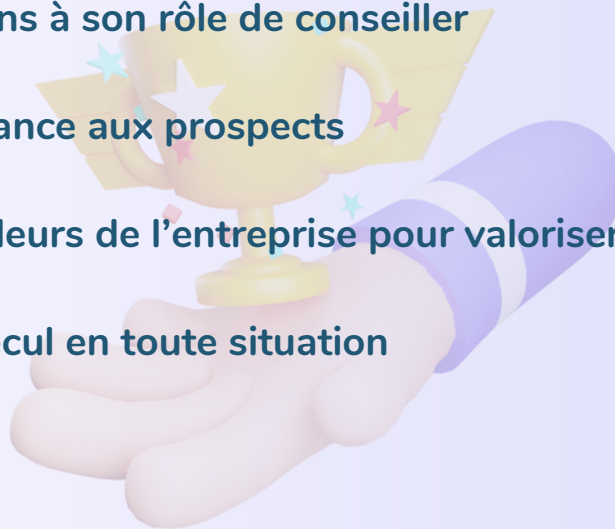 ns à son rôle de conseiller
ance aux prospects
leurs de l’entreprise pour valoriser
cul en toute situation